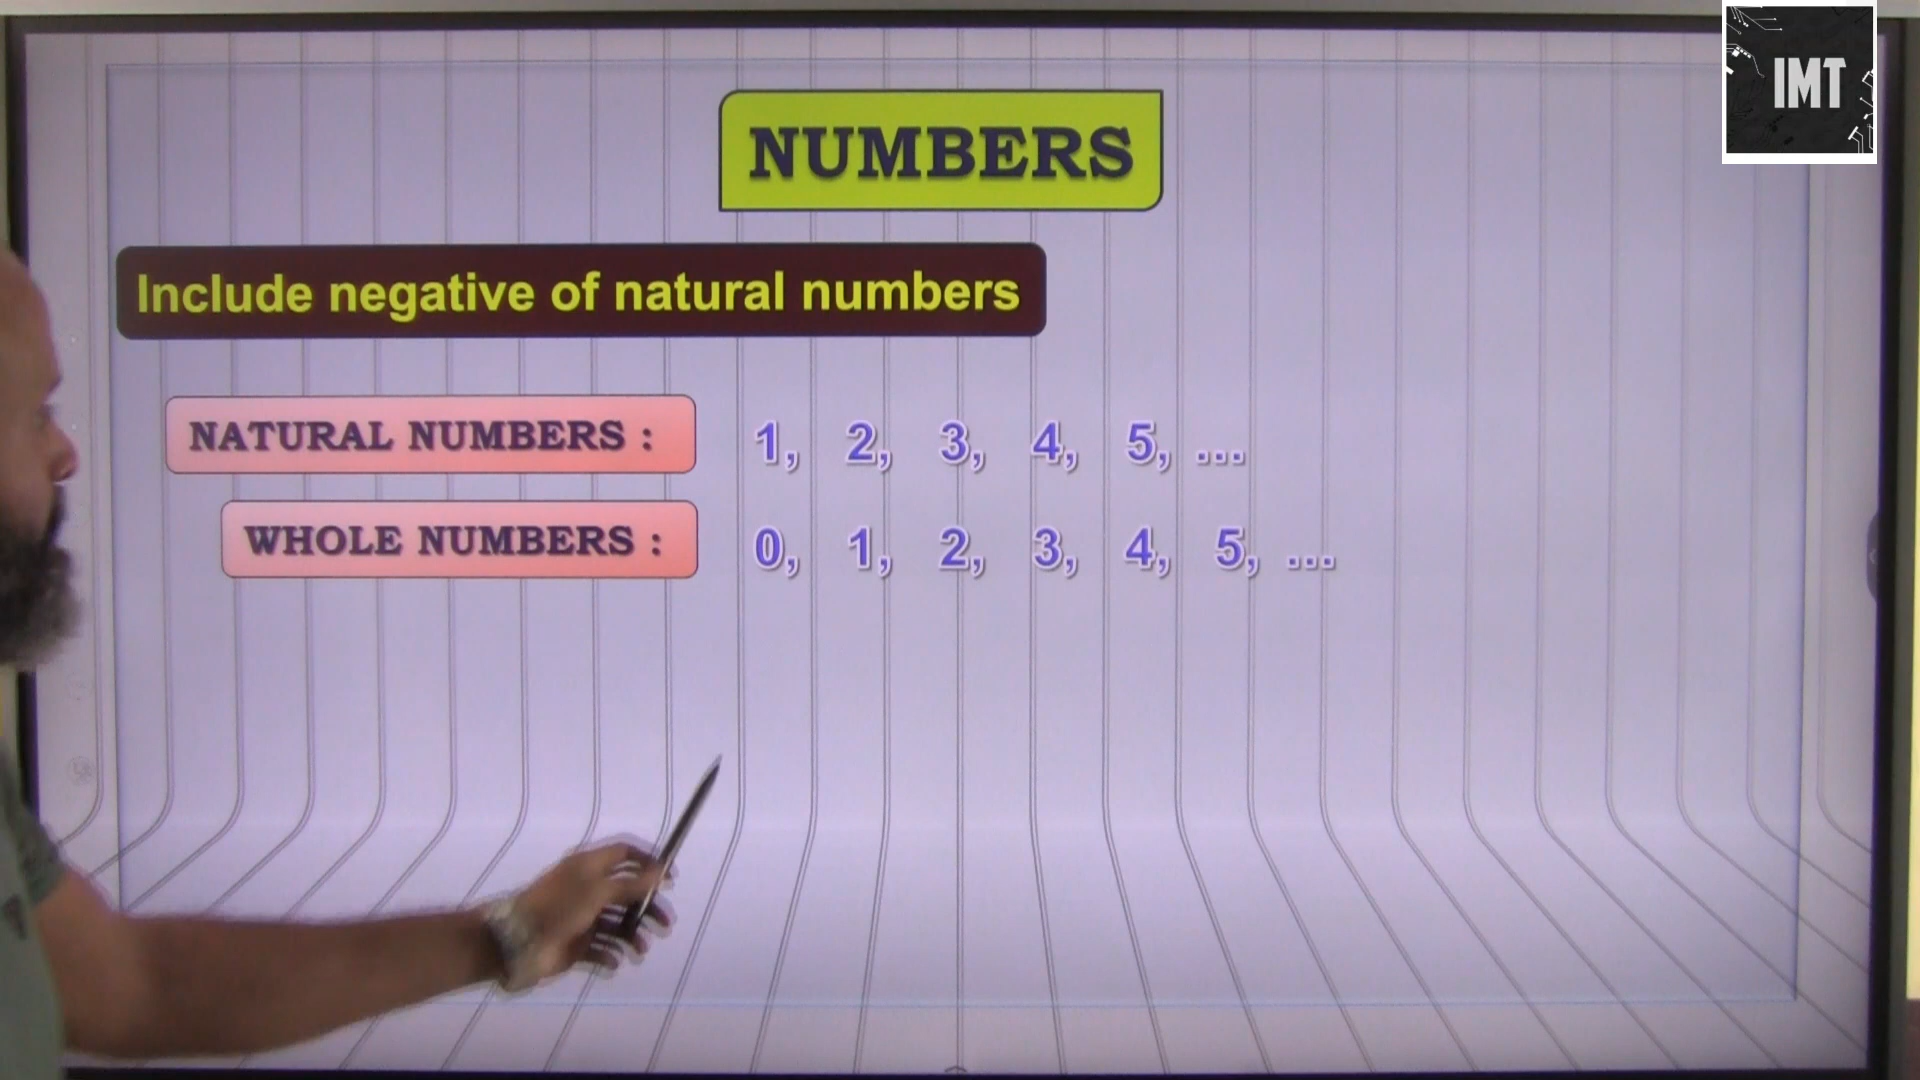 IMT
NUMBERS
Include negative of natural numbers
NATURAL NUMBERS : 1, 2, 3, 4, 5, ...
WHOLE NUMBERS : 0, 1, 2, 3, 4, 5, ...